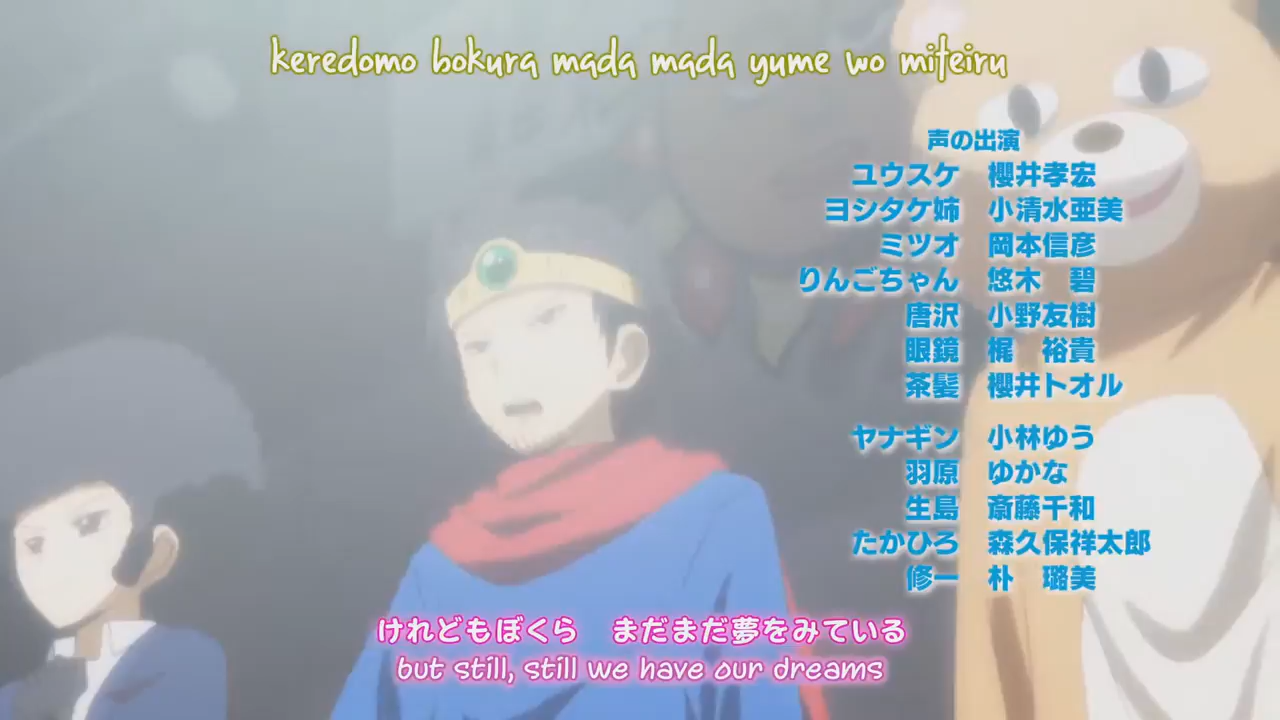 keredomo bokura mada mada yume wo miteiru
声の出演
ユウスケ　櫻井孝宏
ヨシタケ姉　小清水亜美
ミツオ　岡本信彦
りんごちゃん　悠木　碧
唐沢　小野友樹
眼鏡　梶　裕貴
茶髪　櫻井トオル
ヤナギン　小林ゆう
羽原　ゆかな
生島　斎藤千和
たかひろ　森久保祥太郎
修一　朴　璐美
けれどもぼくら　まだまだ夢をみている
but still, still we have our dreams